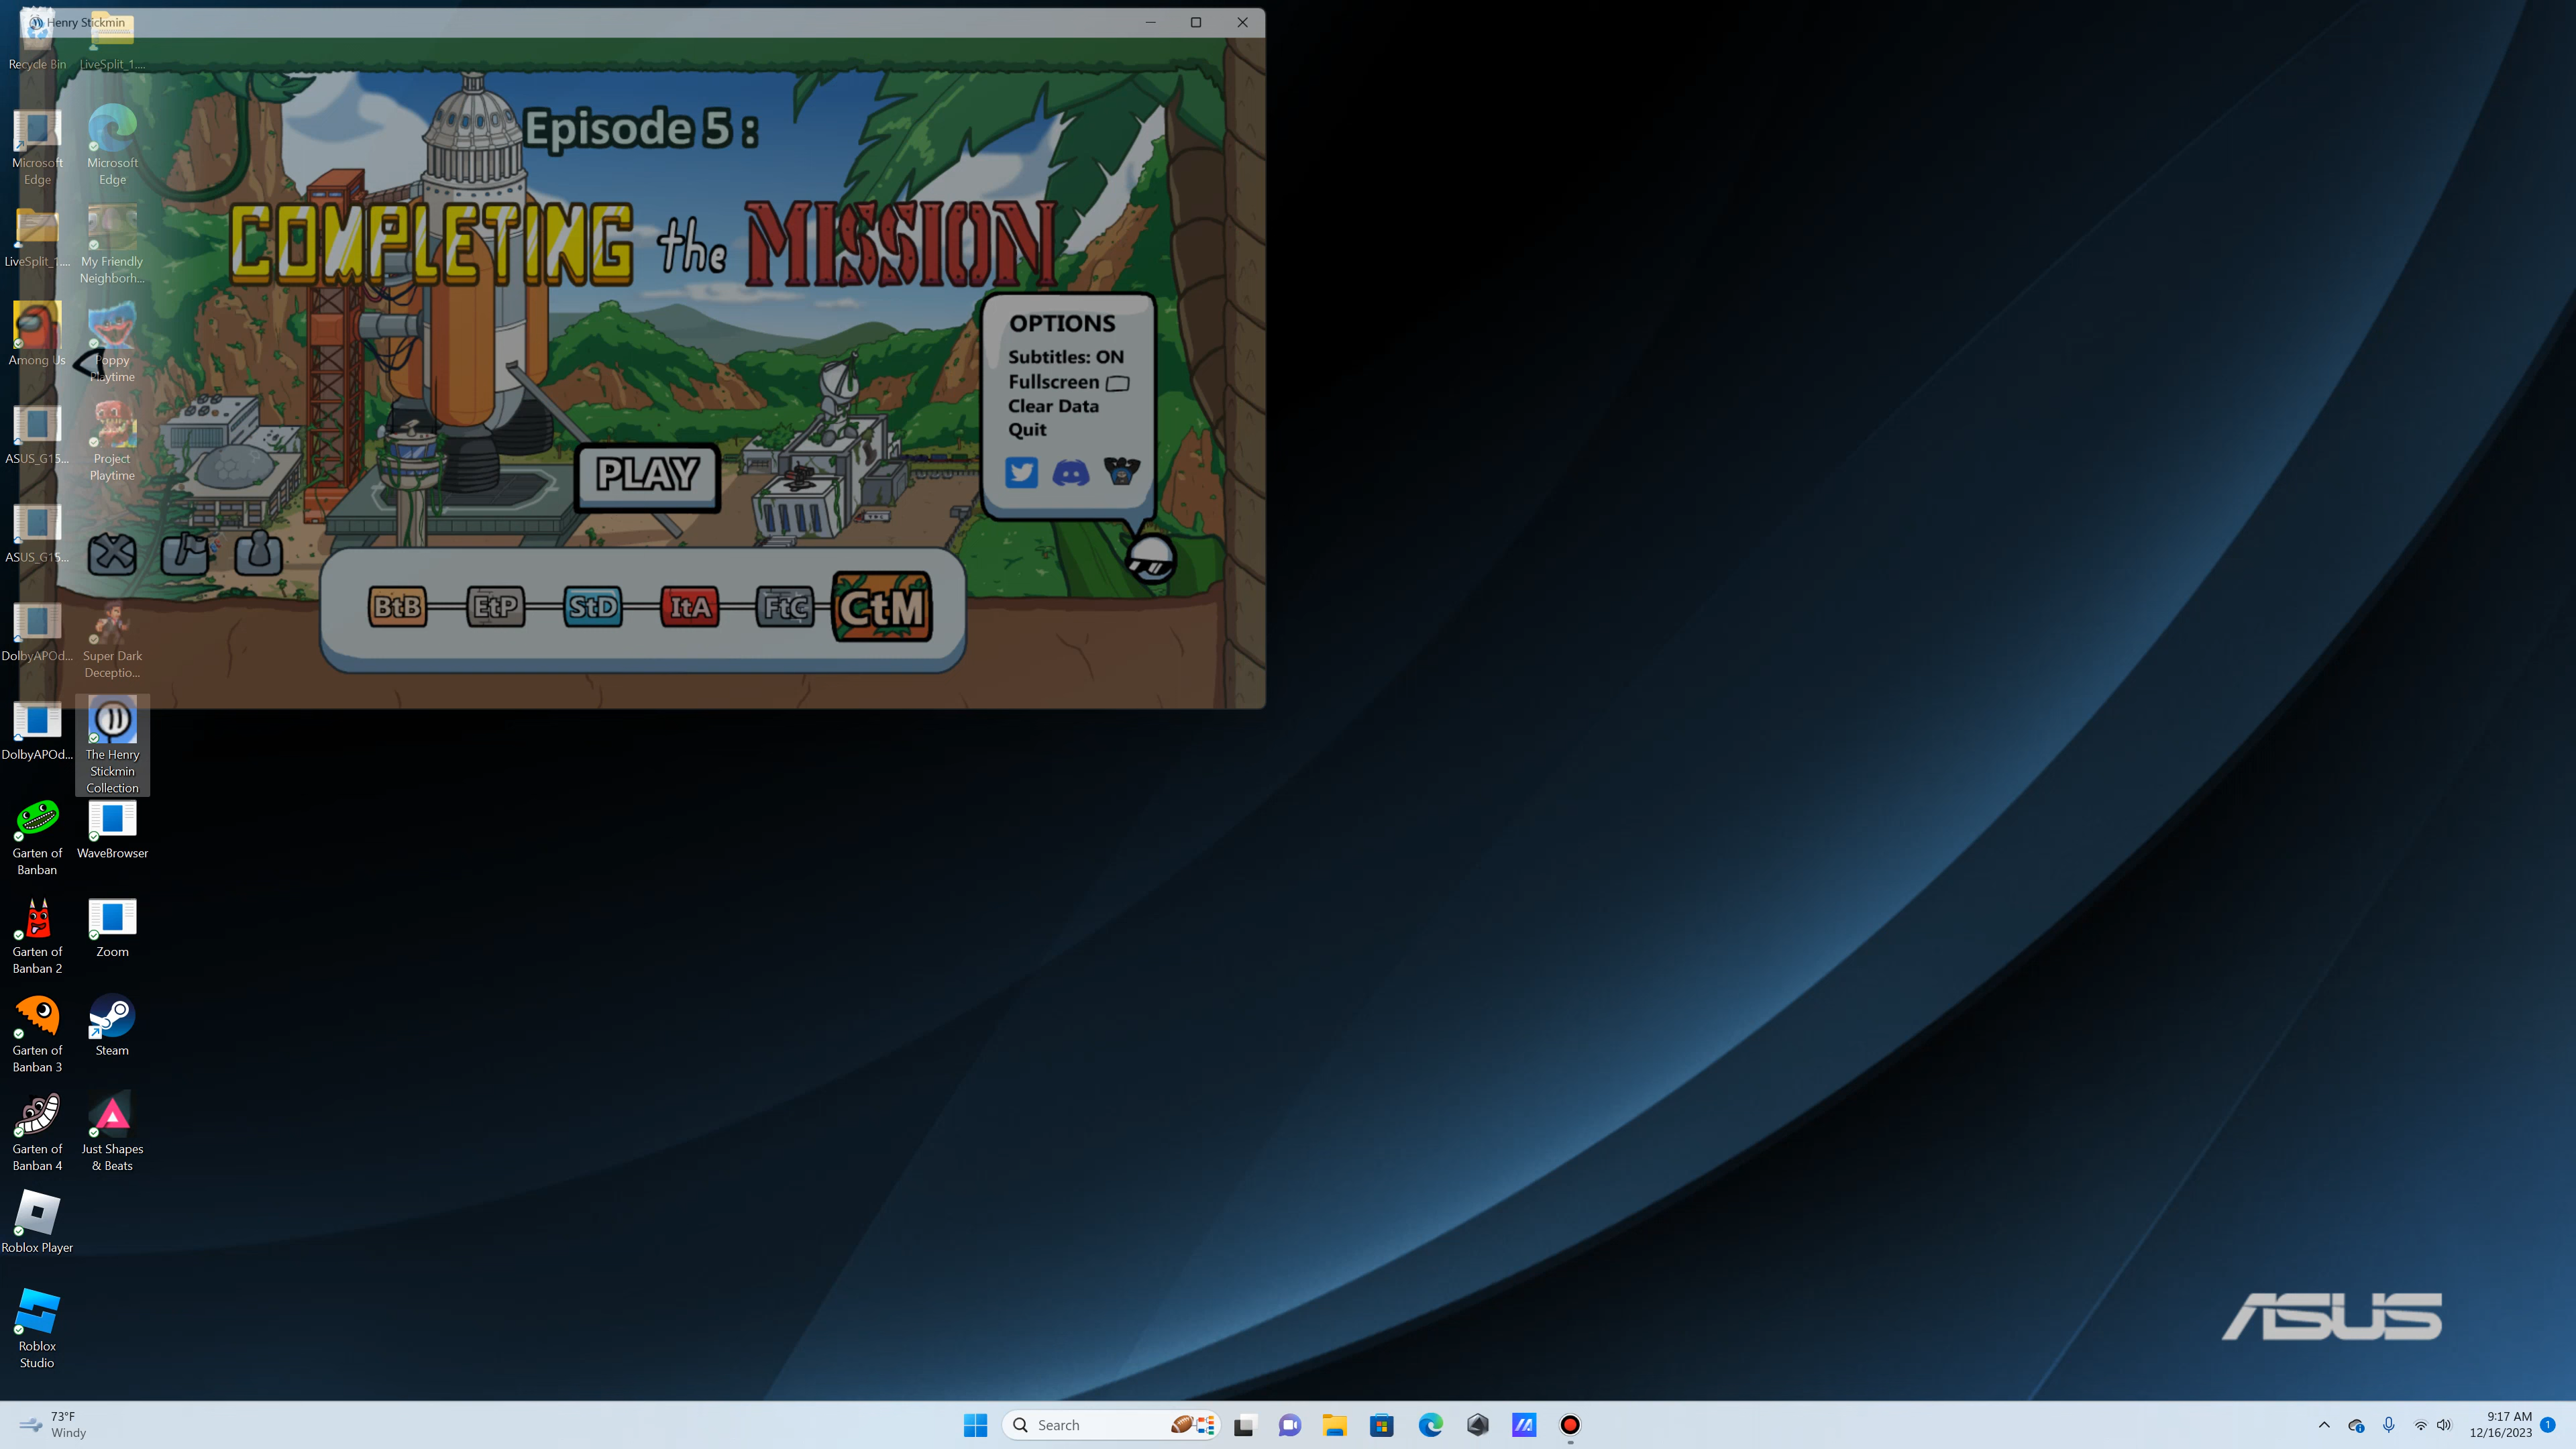 Henry Stickmin
Recycle Bin
LiveSplit_1....
Microsoft
Edge
Microsoft
Edge
LiveSplit_1....
My Friendly
Neighborh...
Among Us
Poppy
Playtime
ASUS_G15...
Project
Playtime
ASUS_G15...
DolbyAPOd...
Super Dark
Deceptio...
DolbyAPOd...
The Henry
Stickmin
Collection
Garten of
Banban
WaveBrowser
Garten of
Banban 2
Zoom
Garten of
Banban 3
Steam
Garten of
Banban 4
Just Shapes
& Beats
Roblox Player
Roblox
Studio
Episode 5 :
COMPLETING the MISSION
OPTIONS
Subtitles: ON
Fullscreen
Clear Data
Quit
PLAY
BtB
EtP
StD
ItA
FtC
CtM
ASUS
73°F
Windy
Search
9:17 AM
12/16/2023
1